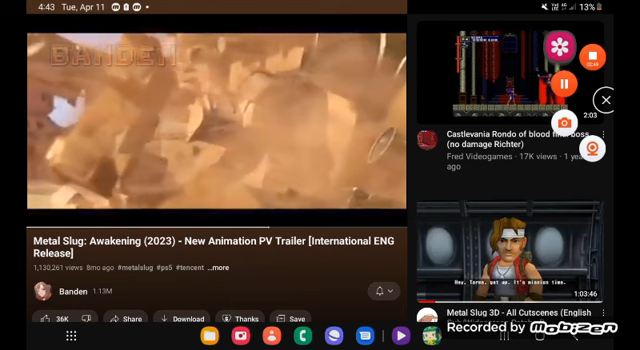 4:43 Tue, Apr 11
13%
BANDEN
02:49
2:03
Castlevania Rondo of blood final boss
(no damage Richter)
Fred Videogames · 17K views · 1 year
ago
Metal Slug: Awakening (2023) - New Animation PV Trailer [International ENG
Release]
1,130,261 views 8mo ago #metalslug #ps5 #tencent ...more
Banden 1.13M
36K
Share
Download
Thanks
Save
Hey, Tarma, get up. It's mission time.
1:03:46
Metal Slug 3D - All Cutscenes (English
Recorded by Mobizen